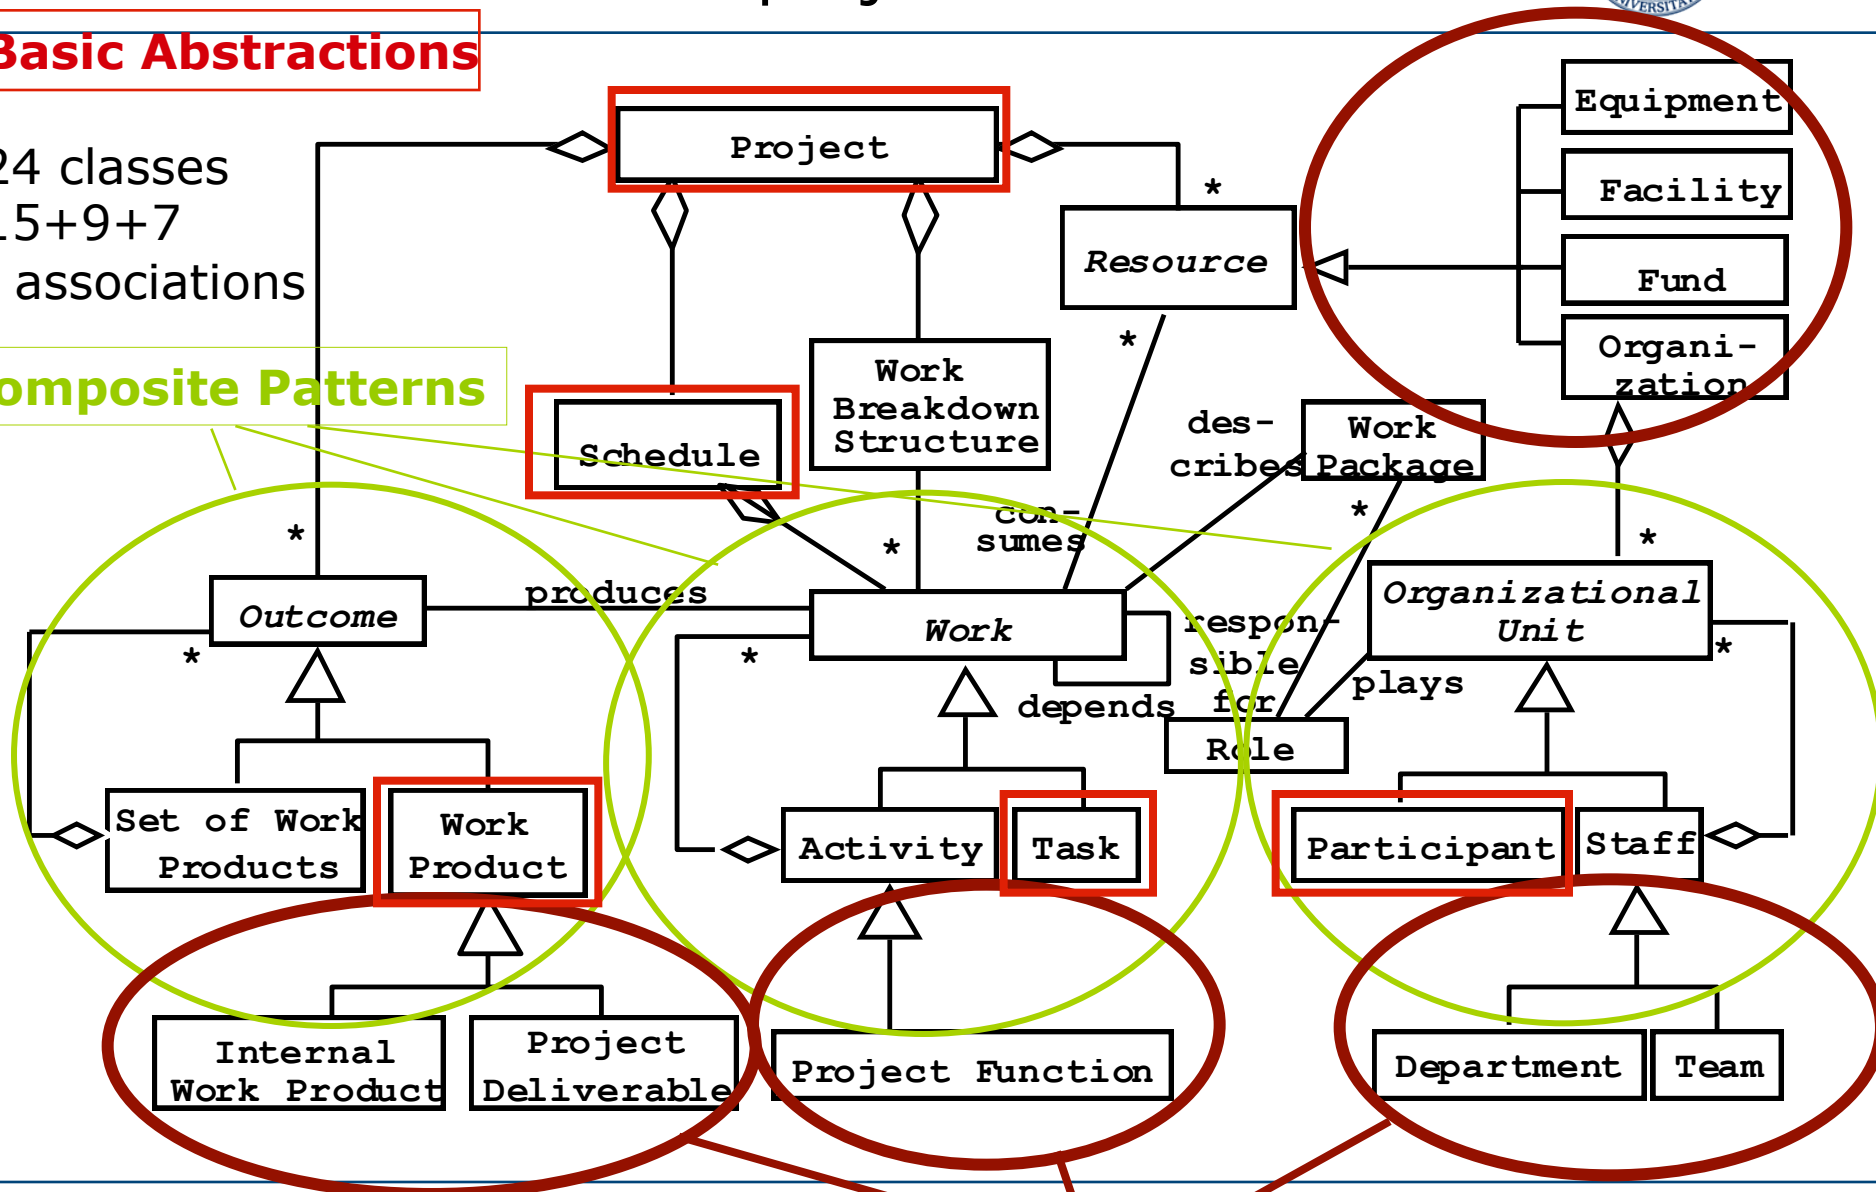 Basic Abstractions
24 classes
15+9+7
associations
omposite Patterns
Project
*
Equipment
Facility
Fund
Organi-
zation
Resource
*
Work
Breakdown
Structure
Schedule
des-
cribes
Work
Package
*
con-
sumes
*
*
*
Outcome
*
produces
Work
*
depends
respon-
sible
for
Role
plays
Organizational
Unit
*
Set of Work
Products
Work
Product
Activity
Task
Participant
Staff
Internal
Work Product
Project
Deliverable
Project Function
Department
Team